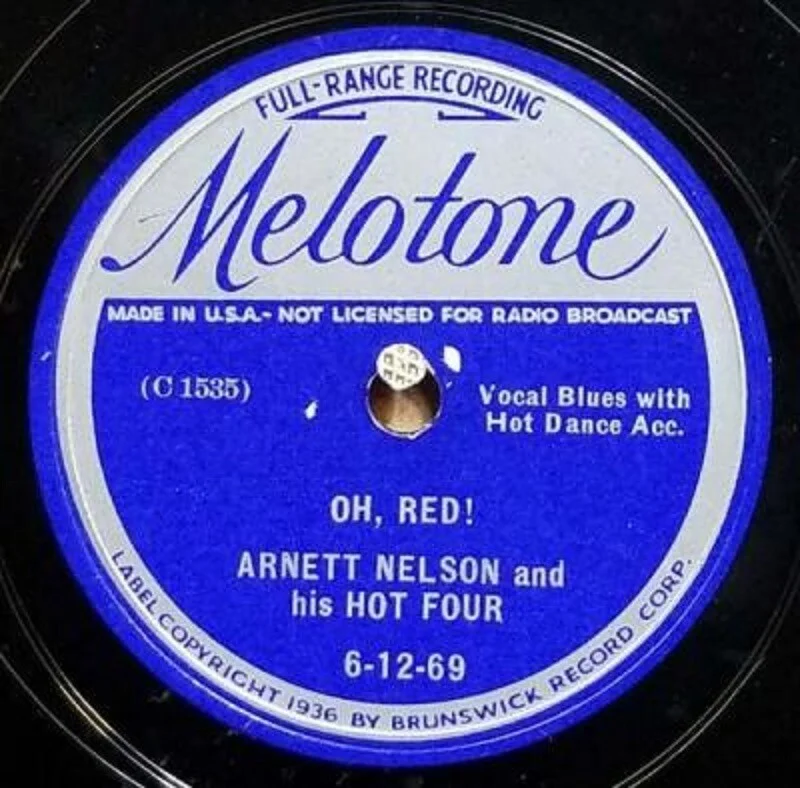 FULL-RANGE RECORDING
Melotone
MADE IN U.S.A.- NOT LICENSED FOR RADIO BROADCAST
(C 1535)
Vocal Blues with
Hot Dance Acc.
OH, RED!
ARNETT NELSON and
his HOT FOUR
6-12-69
LABEL COPYRIGHT 1936 BY BRUNSWICK RECORD CORP.